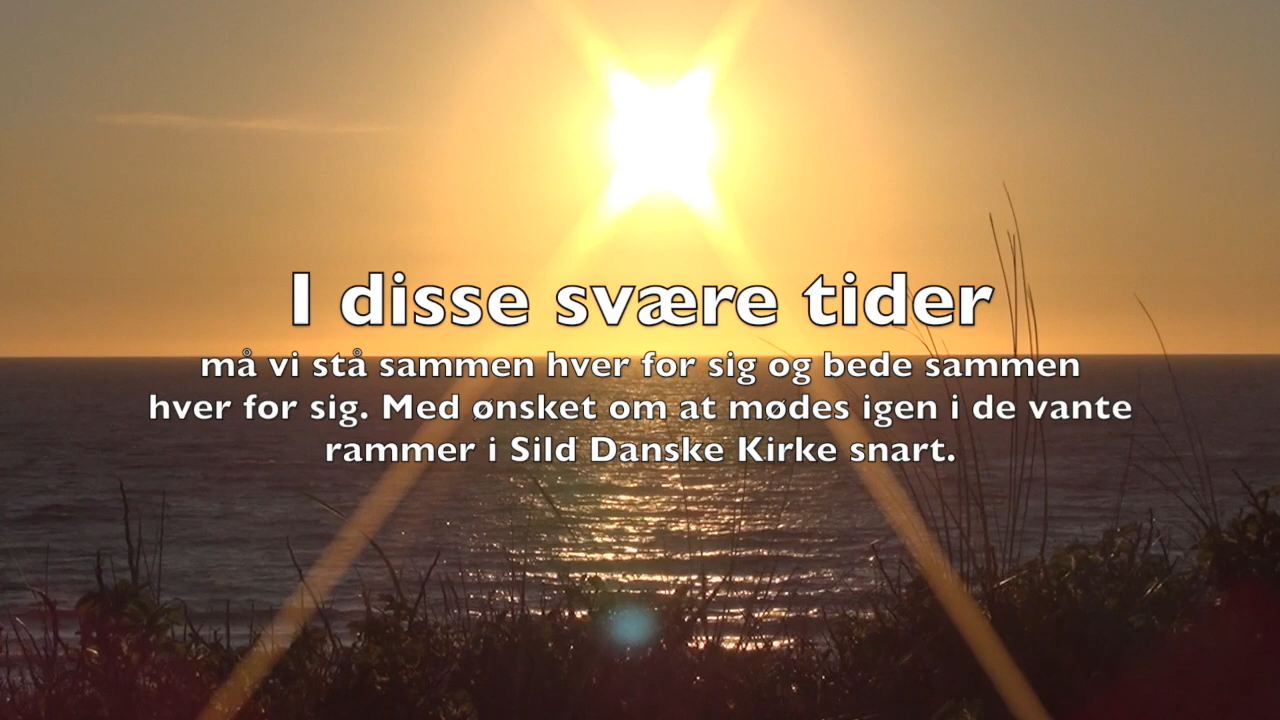 I disse svære tider
må vi stå sammen hver for sig og bede sammen
hver for sig. Med ønsket om at mødes igen i de vante
rammer i Sild Danske Kirke snart.